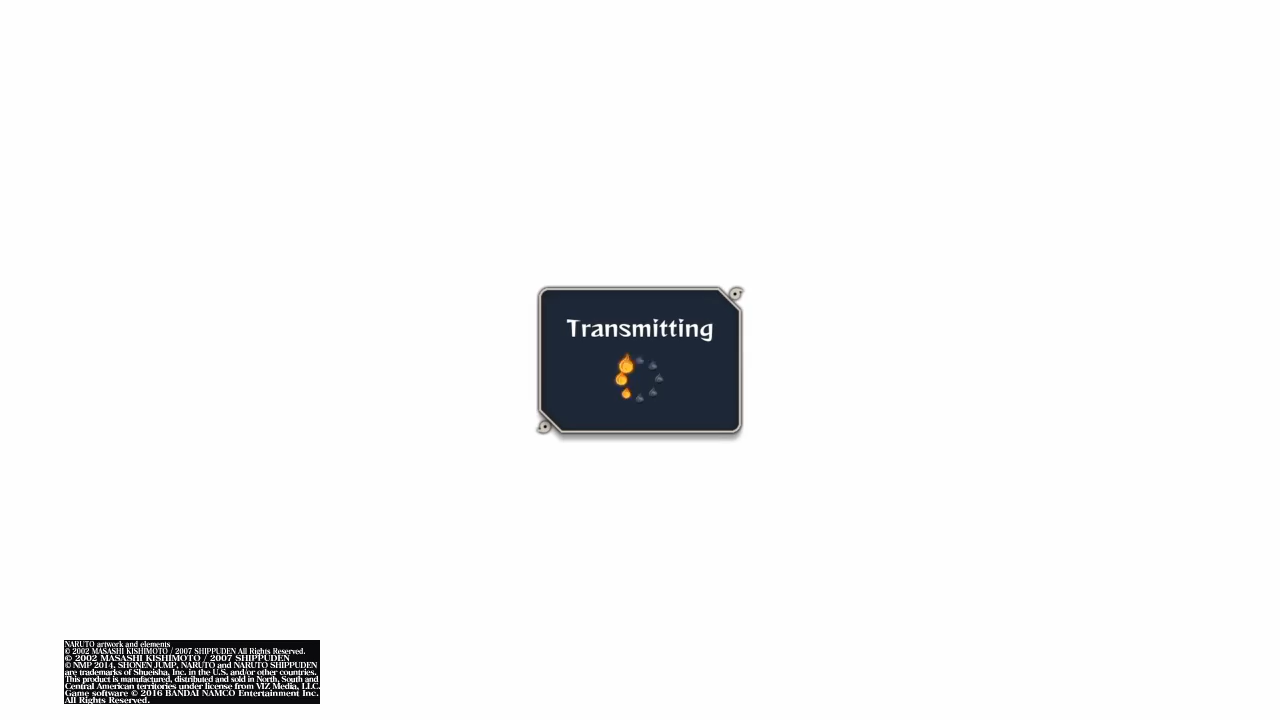 Transmitting
NARUTO artwork and elements
© 2002 MASASHI KISHIMOTO / 2007 SHIPPUDEN All Rights Reserved.
© 2002 MASASHI KISHIMOTO / 2007 SHIPPUDEN
© NMP 2014, SHONEN JUMP, NARUTO and NARUTO SHIPPUDEN
are trademarks of Shueisha, Inc. in the U.S. and/or other countries.
This product is manufactured, distributed and sold in North, South and
Central American territories under license from VIZ Media, LLC.
Game software © 2016 BANDAI NAMCO Entertainment Inc.
All Rights Reserved.